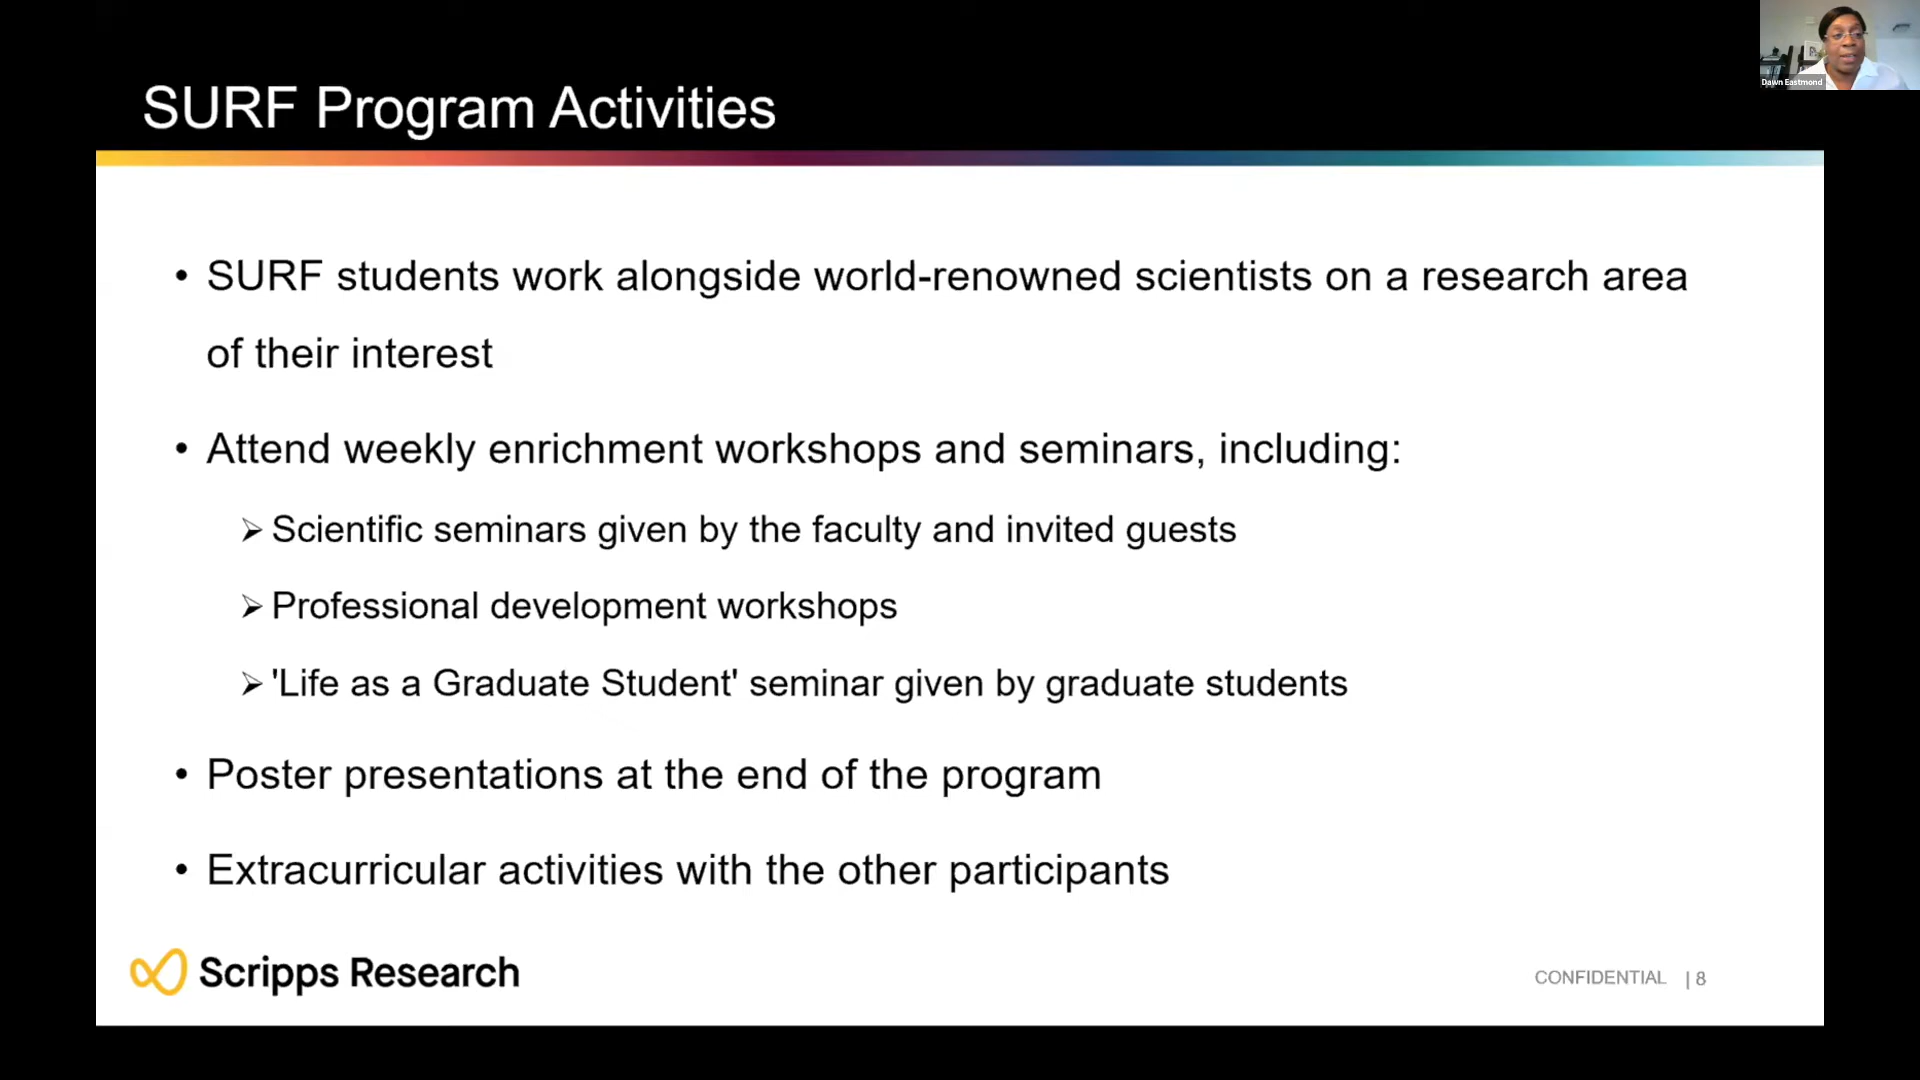 Dawn Eastmond
SURF Program Activities
• SURF students work alongside world-renowned scientists on a research area
of their interest
• Attend weekly enrichment workshops and seminars, including:
➢ Scientific seminars given by the faculty and invited guests
➢ Professional development workshops
➢ 'Life as a Graduate Student' seminar given by graduate students
• Poster presentations at the end of the program
• Extracurricular activities with the other participants
Scripps Research
CONFIDENTIAL | 8